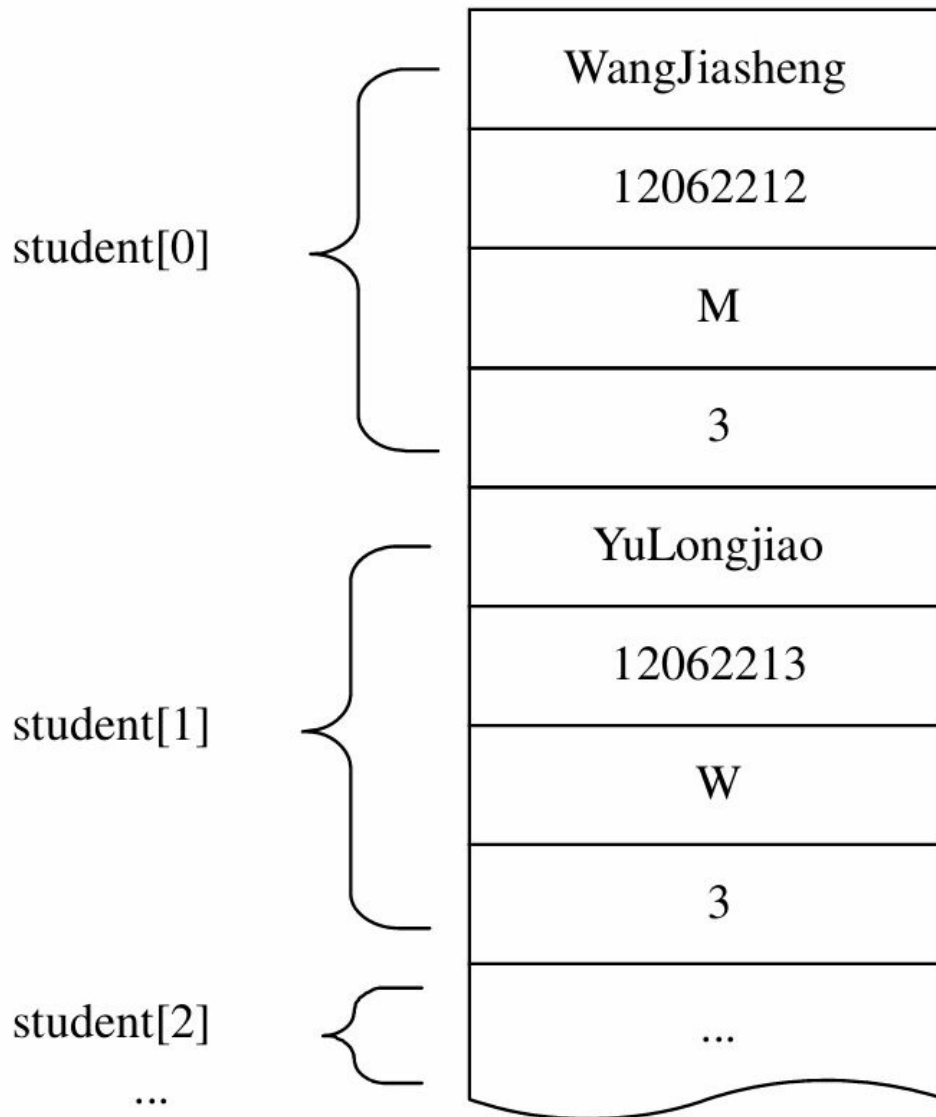 WangJiasheng
12062212
student[0]
M
3
YuLongjiao
12062213
student[1]
W
3
student[2]
...
...